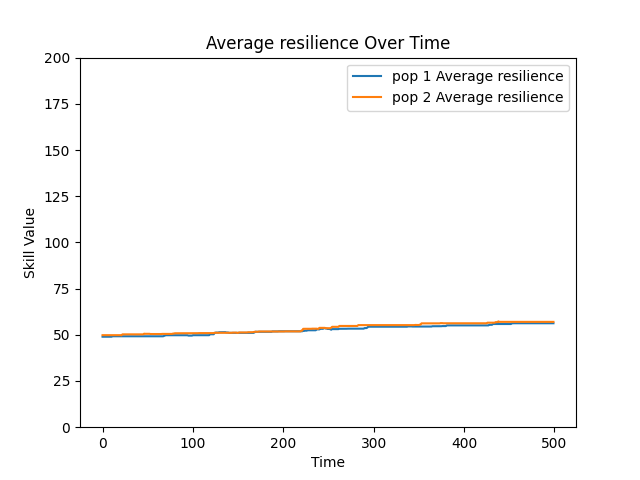 Average resilience Over Time
pop 1 Average resilience
pop 2 Average resilience
Skill Value
200
175
150
125
100
75
50
25
0
0 100 200 300 400 500
Time